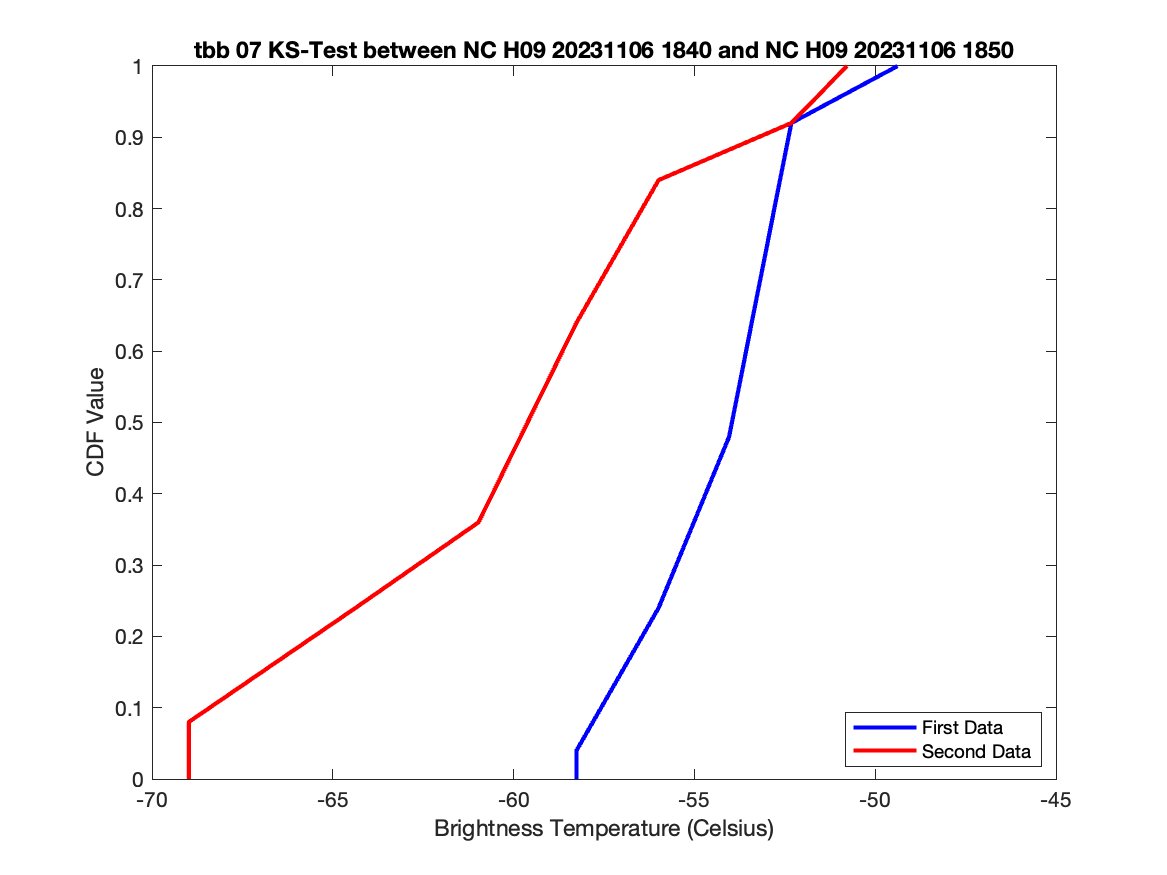 tbb 07 KS-Test between NC H09 20231106 1840 and NC H09 20231106 1850
1
0.9
0.8
0.7
0.6
0.5
0.4
0.3
0.2
0.1
0
CDF Value
First Data
Second Data
-70 -65 -60 -55 -50 -45
Brightness Temperature (Celsius)